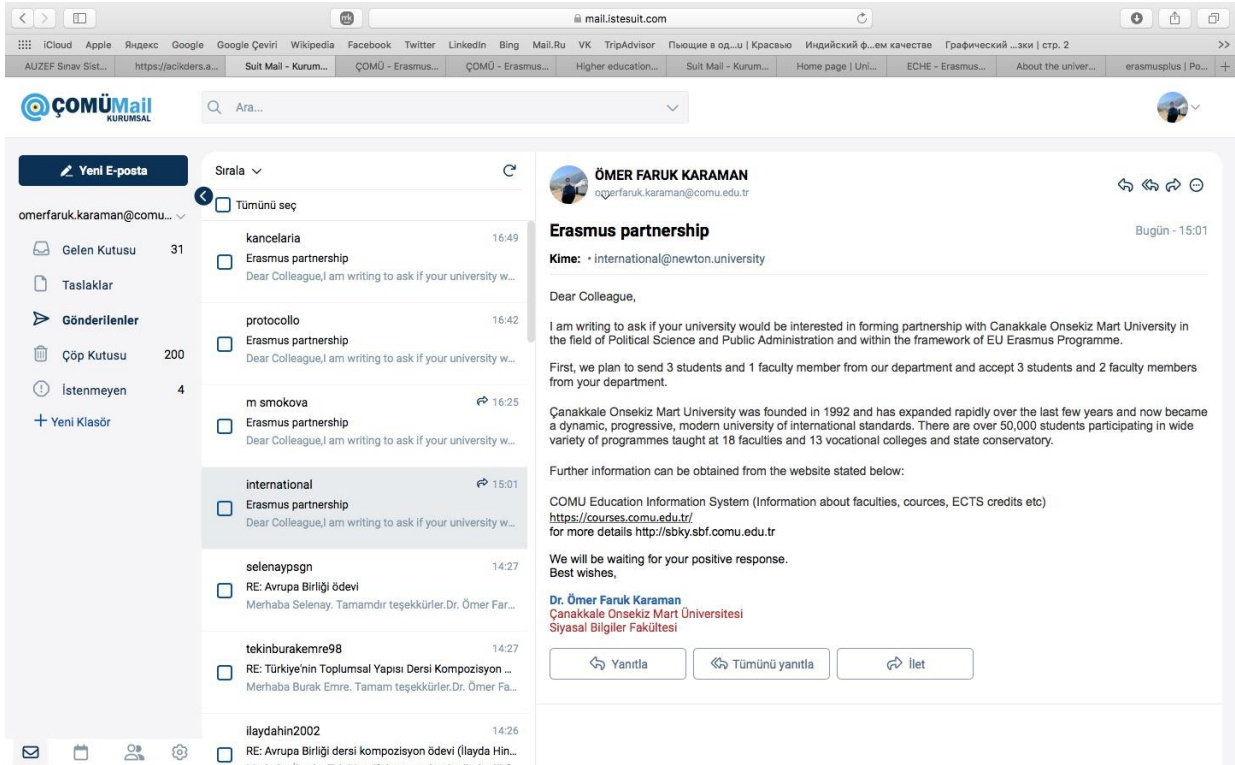 mail.istesuit.com
iCloud Apple Яндекс Google Google Çeviri Wikipedia Facebook Twitter LinkedIn Bing Mail.Ru VK TripAdvisor Пьющие в од...u | Красвью Индийский ф...ем качестве Графический ...зки | стр. 2 >>
AUZEF Sınav Sist... https://acikders.a... Suit Mail - Kurum... ÇOMÜ - Erasmus... ÇOMÜ - Erasmus... Higher education... Suit Mail - Kurum... Home page | Uni... ECHE - Erasmus... About the univer... erasmusplus | Po... +
ÇOMÜMail
KURUMSAL
Ara...
Yeni E-posta
omerfaruk.karaman@comu...
Gelen Kutusu 31
Taslaklar
Gönderilenler
Çöp Kutusu 200
İstenmeyen 4
+ Yeni Klasör
Sırala
Tümünü seç
kancelaria 16:49
Erasmus partnership
Dear Colleague,I am writing to ask if your university w...
protocollo 16:42
Erasmus partnership
Dear Colleague,I am writing to ask if your university w...
m smokova 16:25
Erasmus partnership
Dear Colleague,I am writing to ask if your university w...
international 15:01
Erasmus partnership
Dear Colleague,I am writing to ask if your university w...
selenaypsgn 14:27
RE: Avrupa Birliği ödevi
Merhaba Selenay. Tamamdır teşekkürler.Dr. Ömer Far...
tekinburakemre98 14:27
RE: Türkiye'nin Toplumsal Yapısı Dersi Kompozisyon ...
Merhaba Burak Emre. Tamam teşekkürler.Dr. Ömer Fa...
ilaydahin2002 14:26
RE: Avrupa Birliği dersi kompozisyon ödevi (İlayda Hin...
ÖMER FARUK KARAMAN
omerfaruk.karaman@comu.edu.tr
Erasmus partnership Bugün - 15:01
Kime: • international@newton.university
Dear Colleague,
I am writing to ask if your university would be interested in forming partnership with Canakkale Onsekiz Mart University in
the field of Political Science and Public Administration and within the framework of EU Erasmus Programme.
First, we plan to send 3 students and 1 faculty member from our department and accept 3 students and 2 faculty members
from your department.
Çanakkale Onsekiz Mart University was founded in 1992 and has expanded rapidly over the last few years and now became
a dynamic, progressive, modern university of international standards. There are over 50,000 students participating in wide
variety of programmes taught at 18 faculties and 13 vocational colleges and state conservatory.
Further information can be obtained from the website stated below:
COMU Education Information System (Information about faculties, cources, ECTS credits etc)
https://courses.comu.edu.tr/
for more details http://sbky.sbf.comu.edu.tr
We will be waiting for your positive response.
Best wishes,
Dr. Ömer Faruk Karaman
Çanakkale Onsekiz Mart Üniversitesi
Siyasal Bilgiler Fakültesi
Yanıtla Tümünü yanıtla İlet